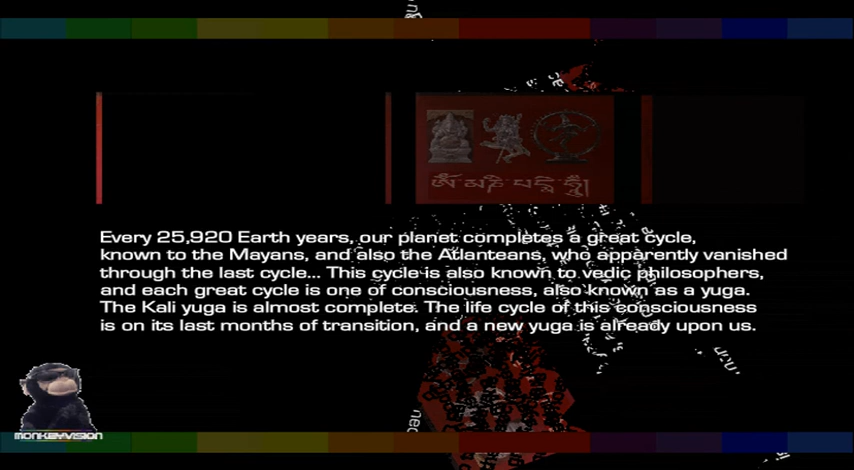 ཨོཾ མ ཎི པདྨེ ཧཱུྃ།
Every 25,920 Earth years, our planet completes a great cycle,
known to the Mayans, and also the Atlanteans, who apparently vanished
through the last cycle... This cycle is also known to vedic philosophers,
and each great cycle is one of consciousness, also known as a yuga.
The Kali yuga is almost complete. The life cycle of this consciousness
is on its last months of transition, and a new yuga is already upon us.
MONKEYVISION